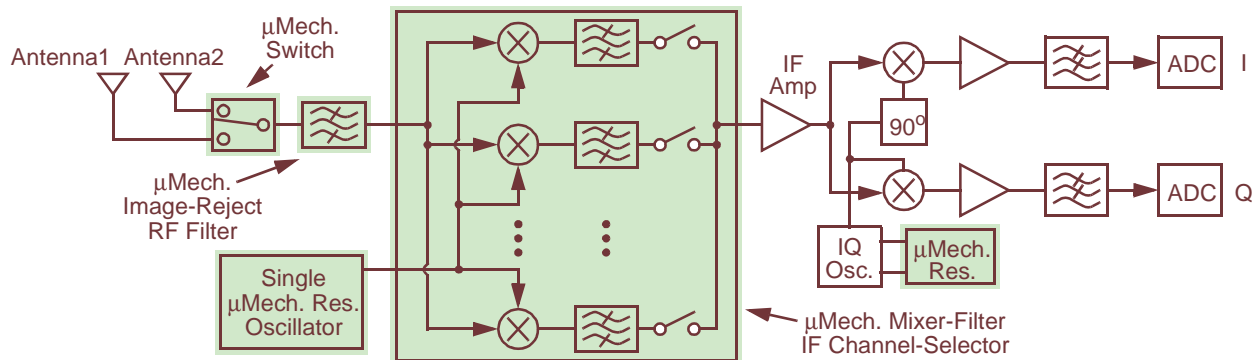 Antenna1
Antenna2
μMech.
Switch
μMech.
Image-Reject
RF Filter
Single
μMech. Res.
Oscillator
IF
Amp
90o
ADC
I
ADC
Q
IQ
Osc.
μMech.
Res.
μMech. Mixer-Filter
IF Channel-Selector